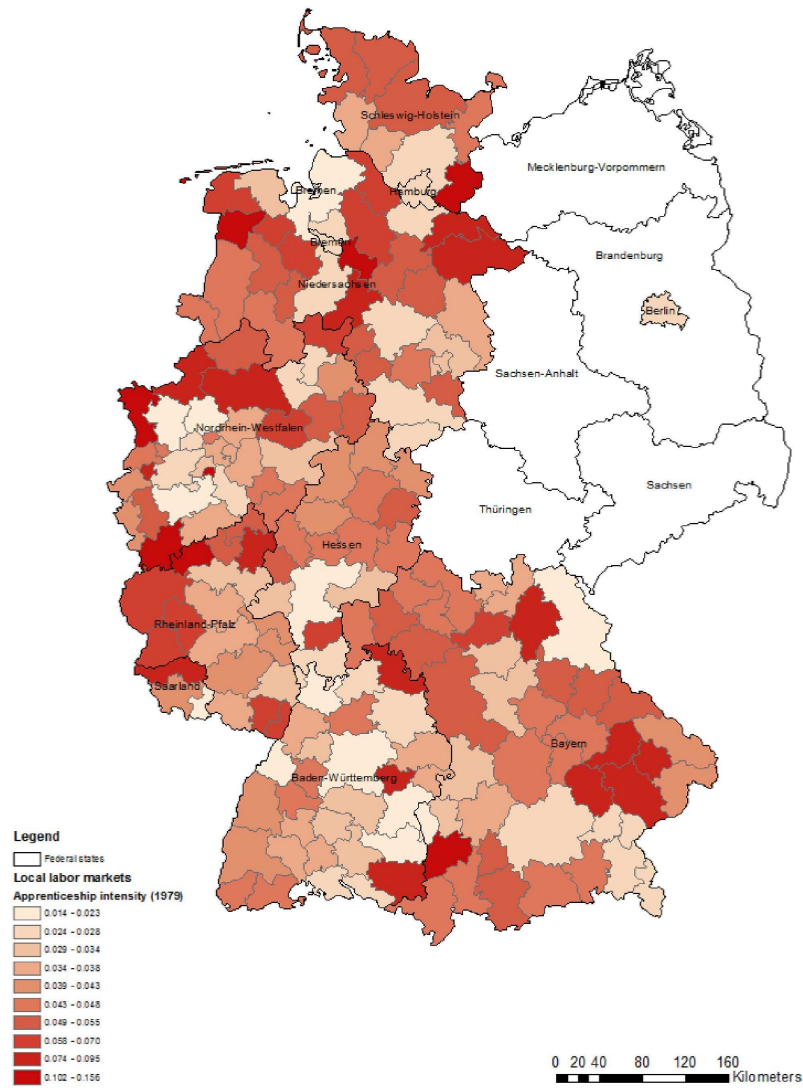 Schleswig-Holstein
Mecklenburg-Vorpommern
Bremen
Hamburg
Bremen
Brandenburg
Niedersachsen
Berlin
Sachsen-Anhalt
Nordrhein-Westfalen
Sachsen
Thüringen
Hessen
Rheinland-Pfalz
Saarland
Bayern
Baden-Württemberg
Legend
Federal states
Local labor markets
Apprenticeship intensity (1979)
0.014 - 0.023
0.024 - 0.028
0.029 - 0.034
0.034 - 0.038
0.039 - 0.043
0.043 - 0.048
0.049 - 0.055
0.058 - 0.070
0.074 - 0.095
0.102 - 0.156
0 20 40 80 120 160
Kilometers